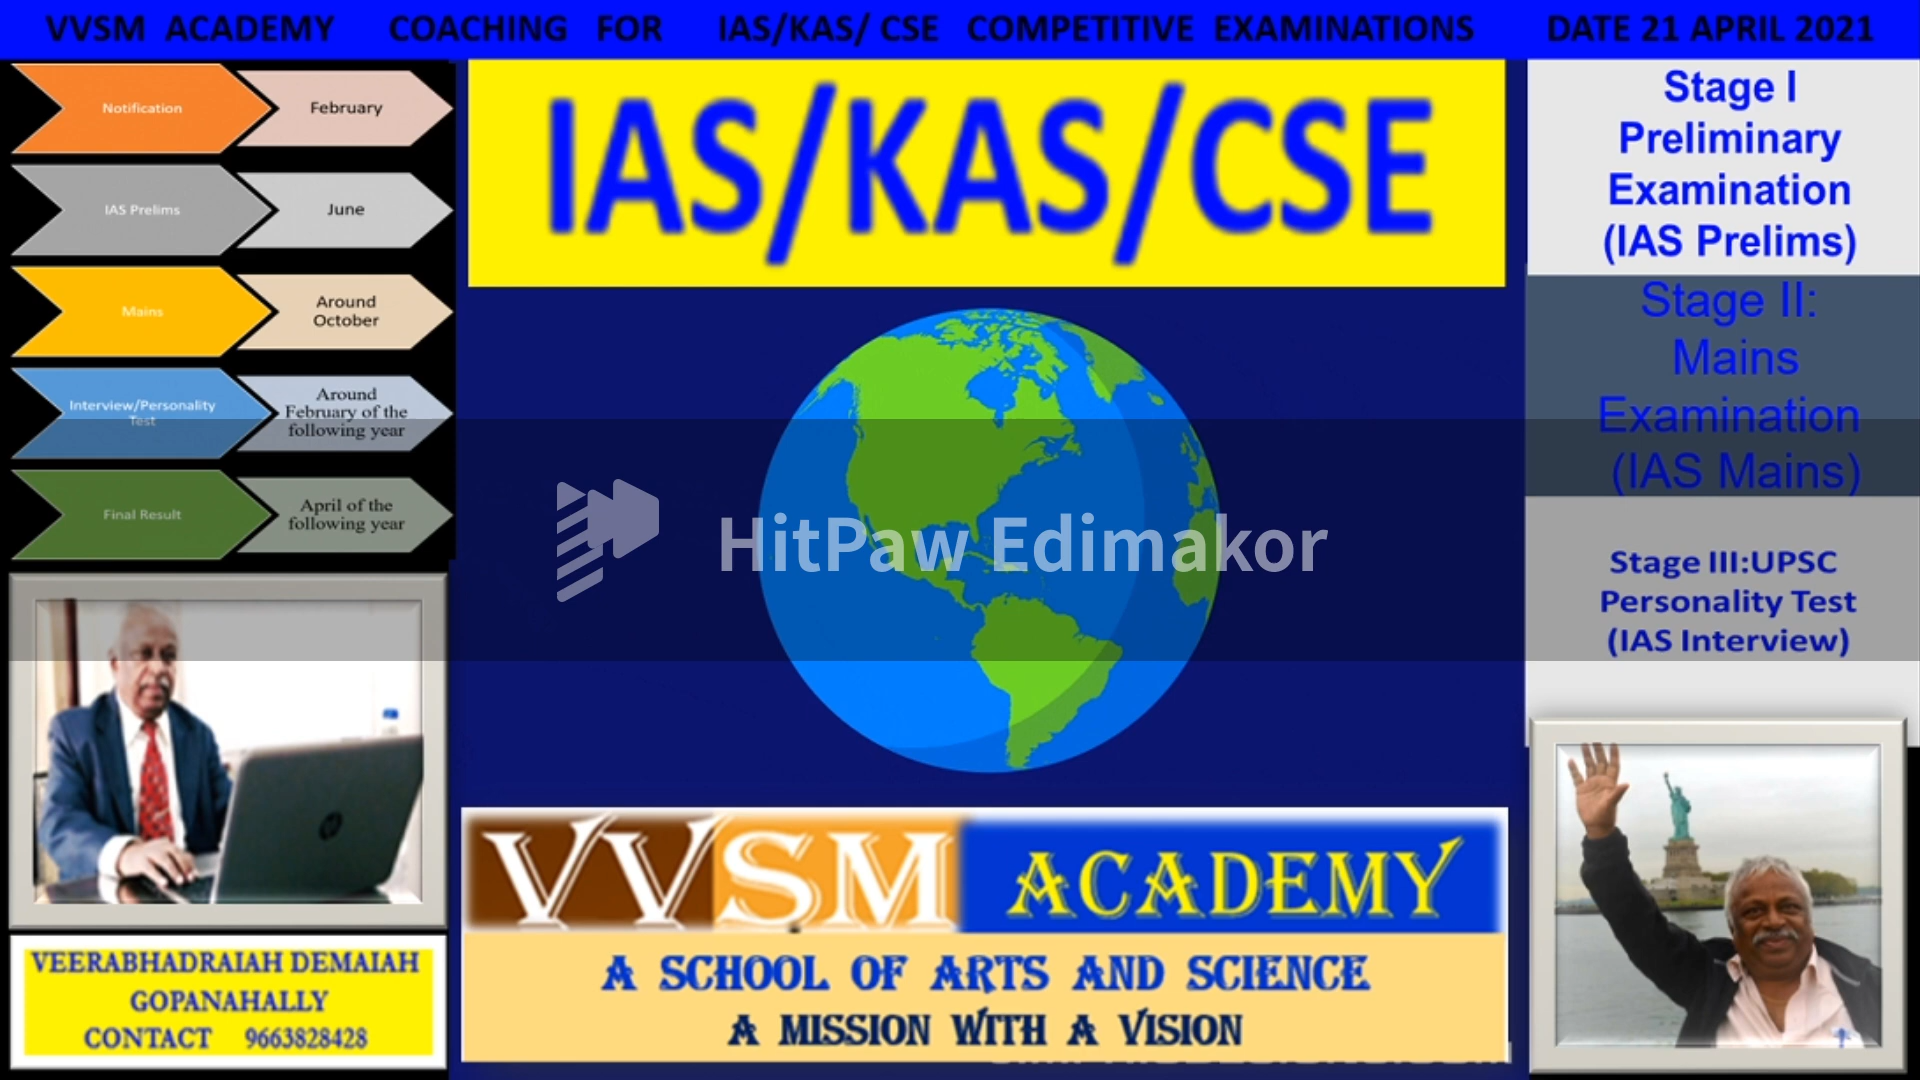 VVSM ACADEMY COACHING FOR IAS/KAS/ CSE COMPETITIVE EXAMINATIONS DATE 21 APRIL 2021
Notification
February
IAS Prelims
June
Mains
Around
October
Interview/Personality
Test
Around
February of the
following year
Final Result
April of the
following year
IAS/KAS/CSE
Stage I
Preliminary
Examination
(IAS Prelims)
Stage II:
Mains
Examination
(IAS Mains)
Stage III:UPSC
Personality Test
(IAS Interview)
HitPaw Edimakor
hp
VVSM ACADEMY
A SCHOOL OF ARTS AND SCIENCE
A MISSION WITH A VISION
VEERABHADRAIAH DEMAIAH
GOPANAHALLY
CONTACT 9663828428